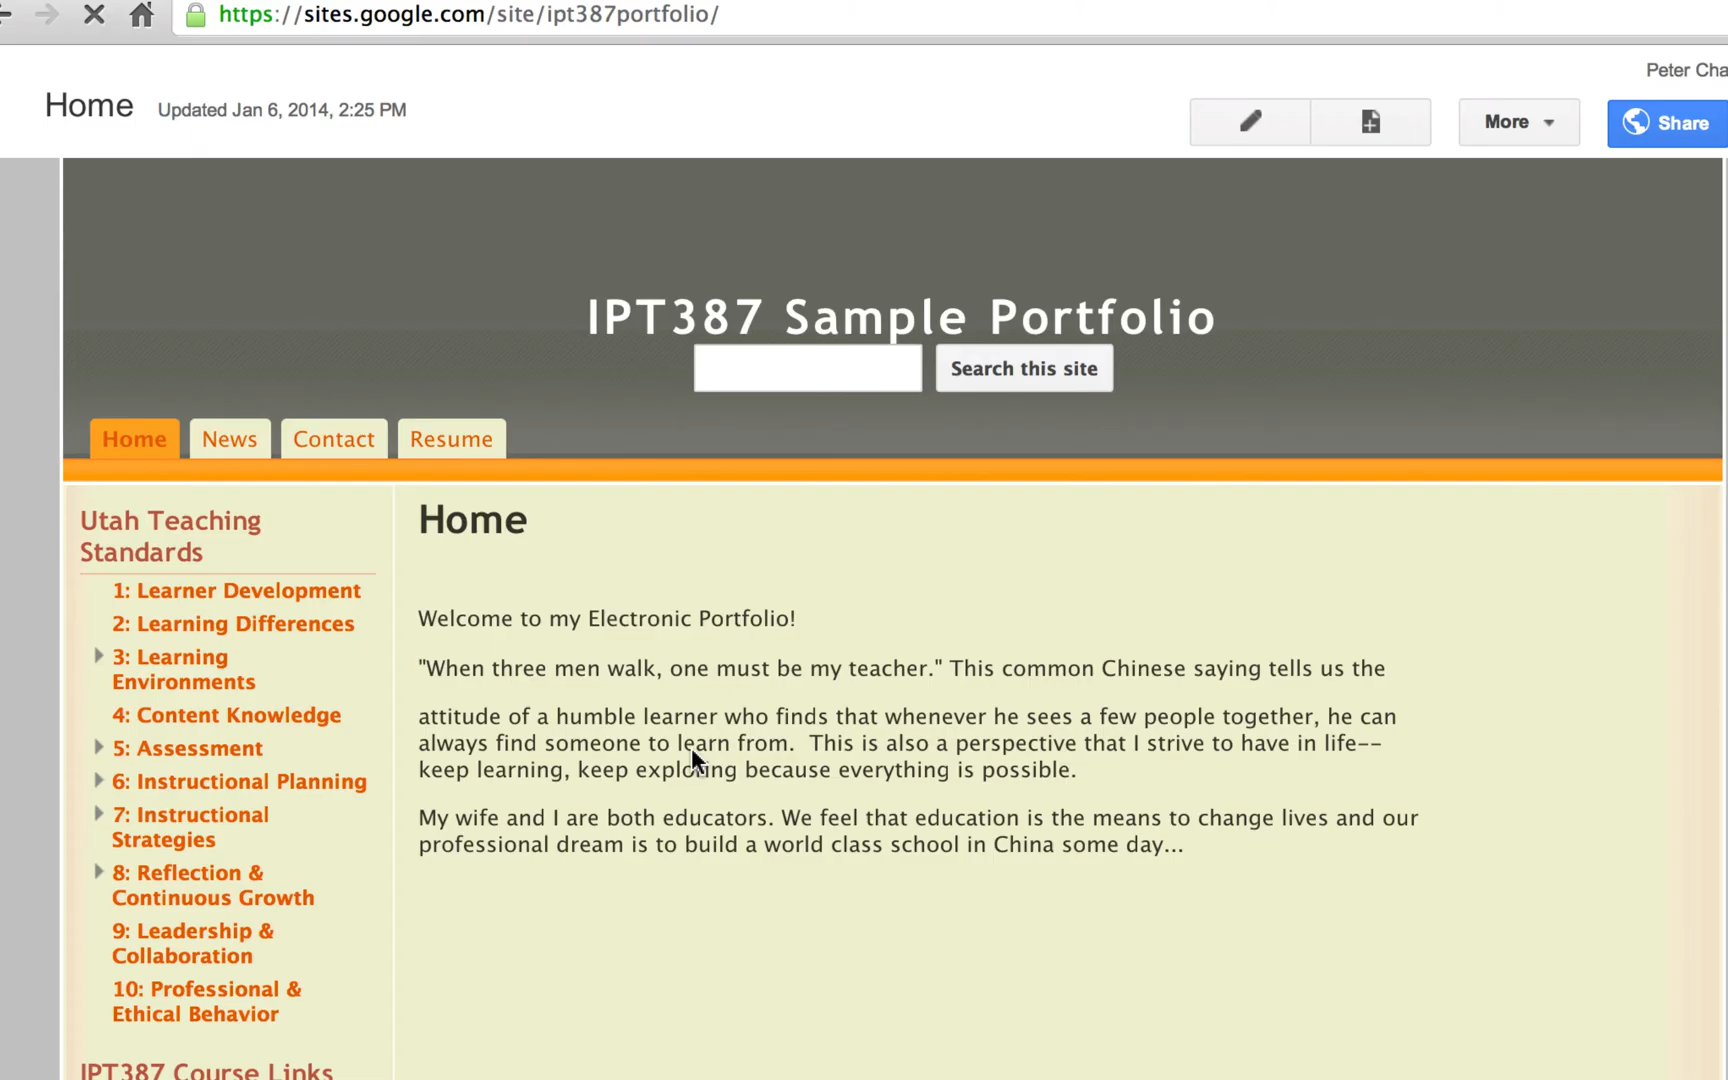 https://sites.google.com/site/ipt387portfolio/
Peter Cha
Home Updated Jan 6, 2014, 2:25 PM
More
Share
IPT387 Sample Portfolio
Search this site
Home News Contact Resume
Utah Teaching
Standards
1: Learner Development
2: Learning Differences
3: Learning
Environments
4: Content Knowledge
5: Assessment
6: Instructional Planning
7: Instructional
Strategies
8: Reflection &
Continuous Growth
9: Leadership &
Collaboration
10: Professional &
Ethical Behavior
IPT387 Course Links
Home
Welcome to my Electronic Portfolio!
"When three men walk, one must be my teacher." This common Chinese saying tells us the
attitude of a humble learner who finds that whenever he sees a few people together, he can
always find someone to learn from.  This is also a perspective that I strive to have in life--
keep learning, keep exploring because everything is possible.
My wife and I are both educators. We feel that education is the means to change lives and our
professional dream is to build a world class school in China some day...